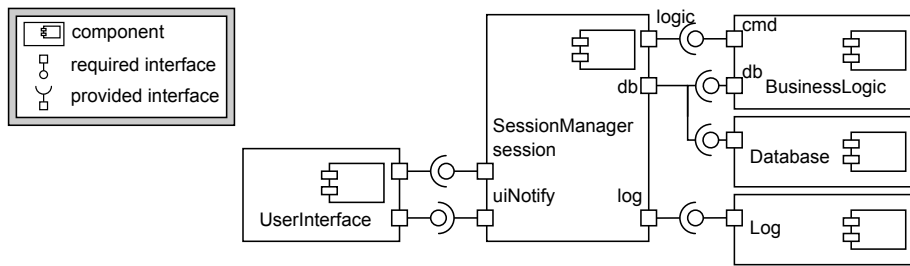 component
required interface
provided interface
logic
cmd
db
db
BusinessLogic
SessionManager
session
Database
uiNotify
log
UserInterface
Log